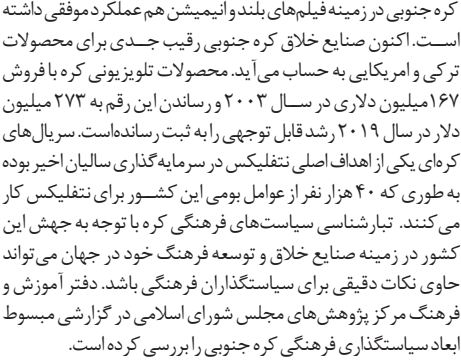 کره جنوبی در زمینه فیلم‌های بلند و انیمیشن هم عملکرد موفقی داشته
است. اکنون صنایع خلاق کره جنوبی رقیب جدی برای محصولات
ترکی و امریکایی به حساب می‌آید. محصولات تلویزیونی کره با فروش
۱۶۷ میلیون دلاری در سال ۲۰۰۳ و رساندن این رقم به ۲۷۳ میلیون
دلار در سال ۲۰۱۹ رشد قابل توجهی را به ثبت رسانده‌است. سریال‌های
کره‌ای یکی از اهداف اصلی نتفلیکس در سرمایه‌گذاری سالیان اخیر بوده
به طوری که ۴۰ هزار نفر از عوامل بومی این کشور برای نتفلیکس کار
می‌کنند. تبارشناسی سیاست‌های فرهنگی کره با توجه به جهش این
کشور در زمینه صنایع خلاق و توسعه فرهنگ خود در جهان می‌تواند
حاوی نکات دقیقی برای سیاستگذاران فرهنگی باشد. دفتر آموزش و
فرهنگ مرکز پژوهش‌های مجلس شورای اسلامی در گزارشی مبسوط
ابعاد سیاستگذاری فرهنگی کره جنوبی را بررسی کرده است.